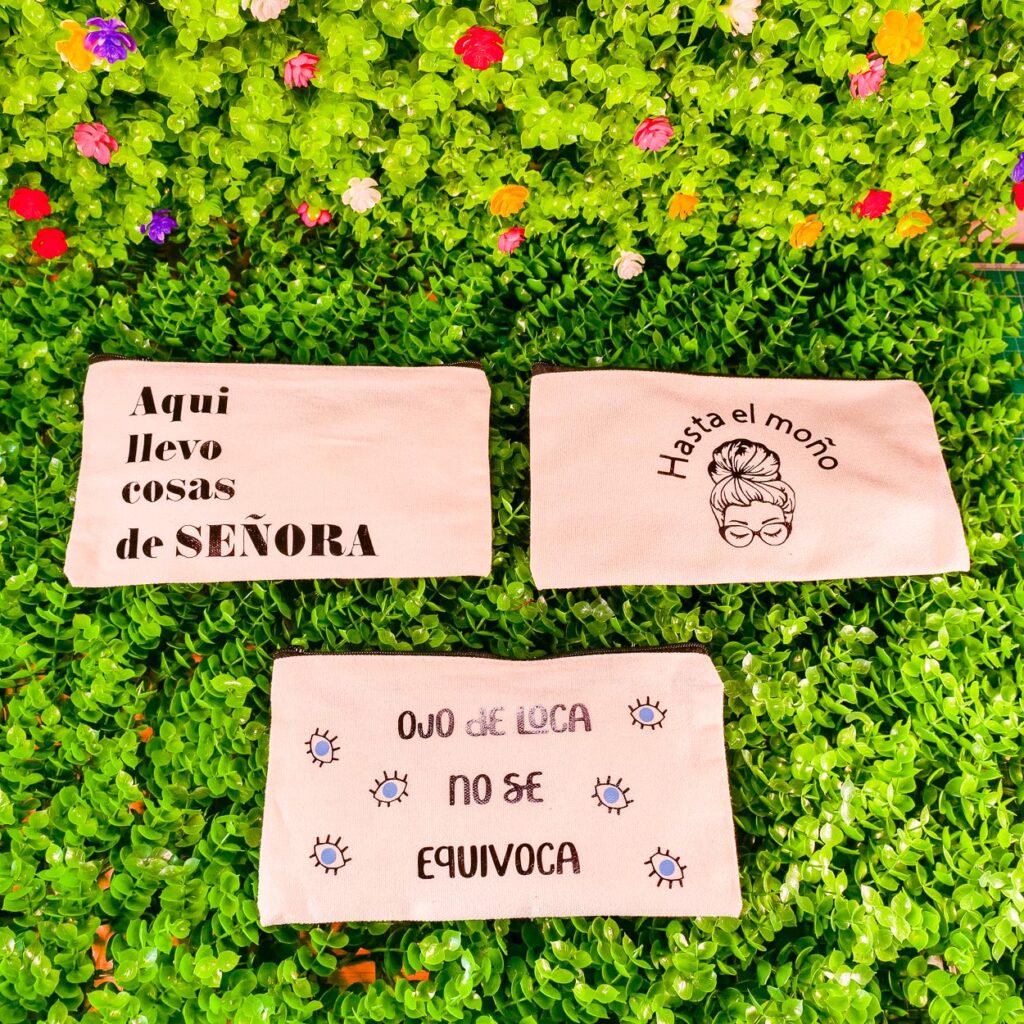 Aqui
llevo
cosas
de SEÑORA
Hasta el moño
OJO DE LOCA
NO SE
EQUIVOCA